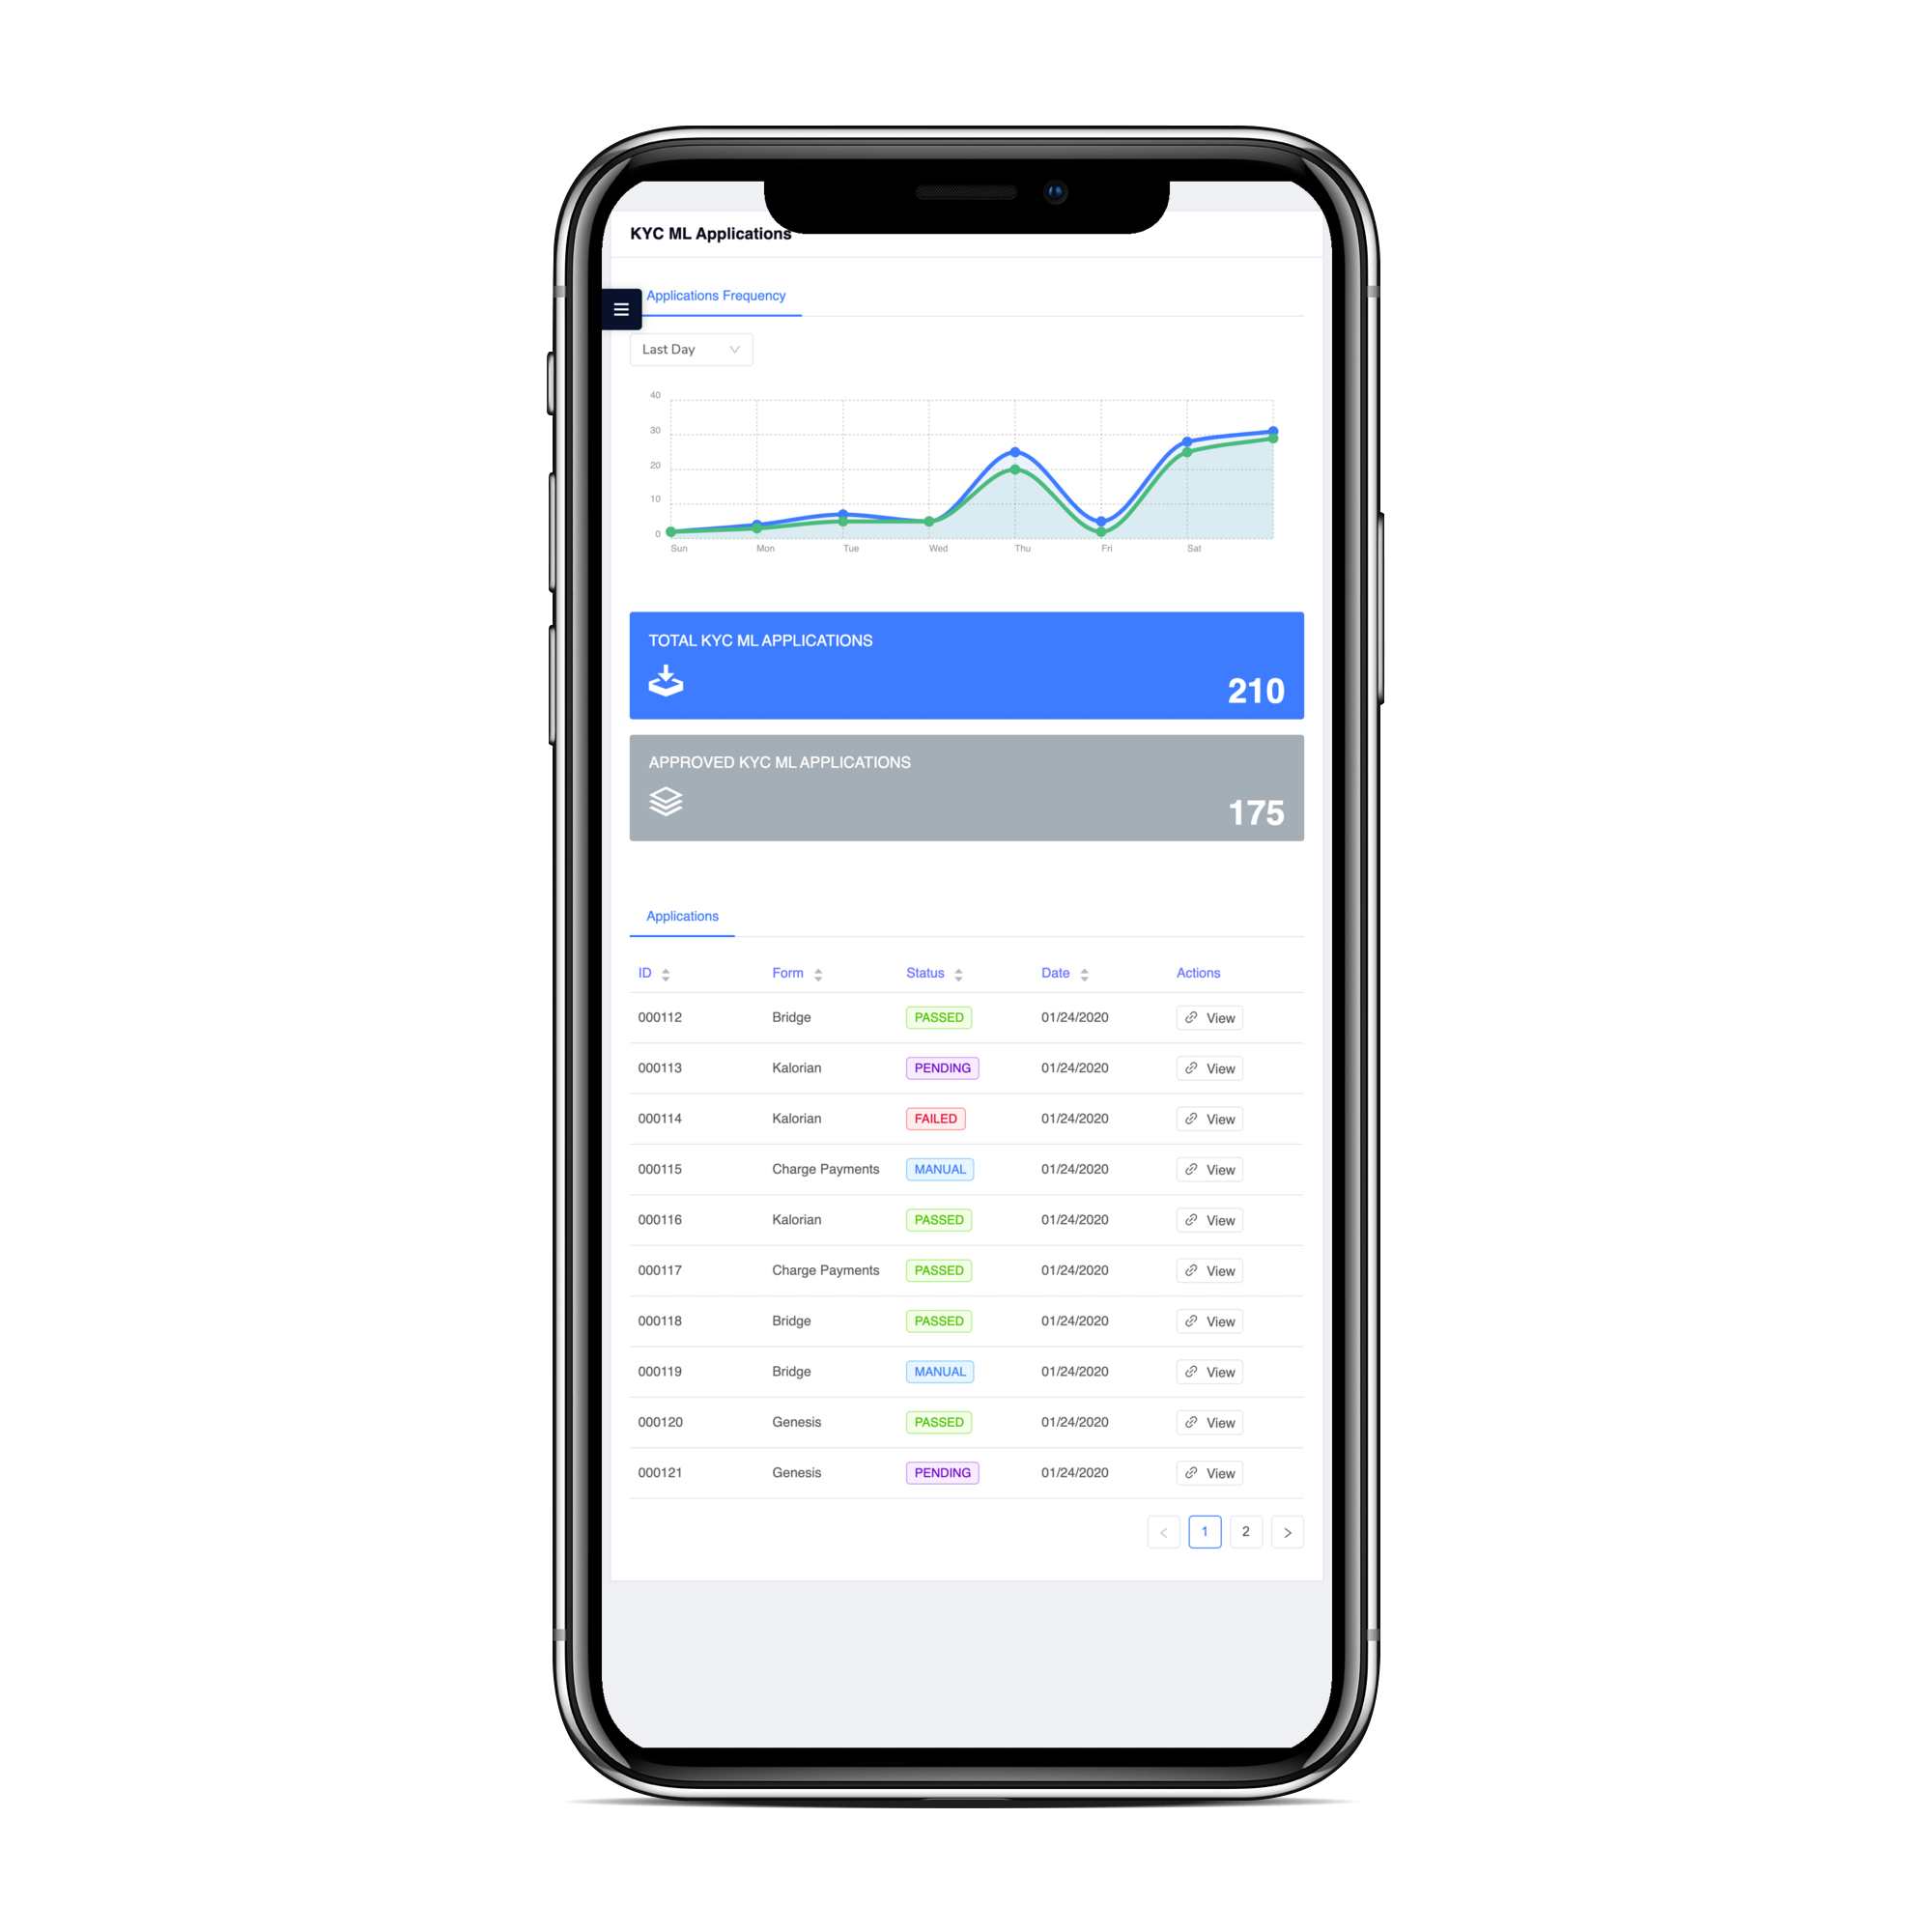 KYC ML Applications
Applications Frequency
Last Day
40
30
20
10
0
Sun Mon Tue Wed Thu Fri Sat
TOTAL KYC ML APPLICATIONS
210
APPROVED KYC ML APPLICATIONS
175
Applications
ID Form Status Date Actions
000112 Bridge PASSED 01/24/2020 View
000113 Kalorian PENDING 01/24/2020 View
000114 Kalorian FAILED 01/24/2020 View
000115 Charge Payments MANUAL 01/24/2020 View
000116 Kalorian PASSED 01/24/2020 View
000117 Charge Payments PASSED 01/24/2020 View
000118 Bridge PASSED 01/24/2020 View
000119 Bridge MANUAL 01/24/2020 View
000120 Genesis PASSED 01/24/2020 View
000121 Genesis PENDING 01/24/2020 View
< 1 2 >